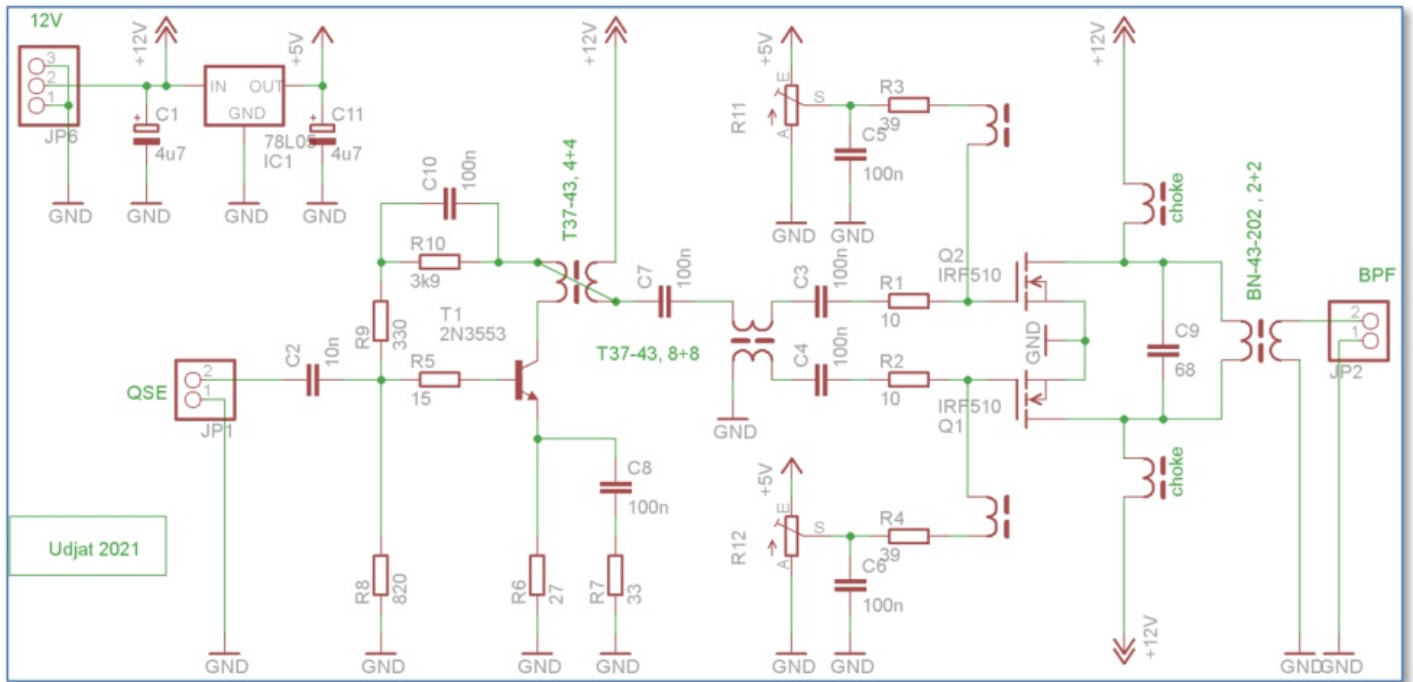 12V
3
2
1
JP6
+12V
C1
4u7
IN
OUT
GND
78L05
IC1
+5V
C11
4u7
GND
GND
GND
GND
C10
100n
R10
3k9
R9
330
T37-43, 4+4
+12V
T1
2N3553
QSE
2
1
JP1
C2
10n
R5
15
R8
820
R6
27
C8
100n
R7
33
GND
GND
GND
GND
C7
100n
T37-43, 8+8
GND
+5V
R11
E
S
A
R3
39
C5
100n
GND
GND
C3
100n
R1
10
C4
100n
R2
10
Q2
IRF510
GND
IRF510
Q1
+12V
choke
C9
68
BN-43-202 , 2+2
BPF
2
1
JP2
choke
+12V
GND
GND
+5V
R12
E
S
A
R4
39
C6
100n
GND
GND
Udjat 2021